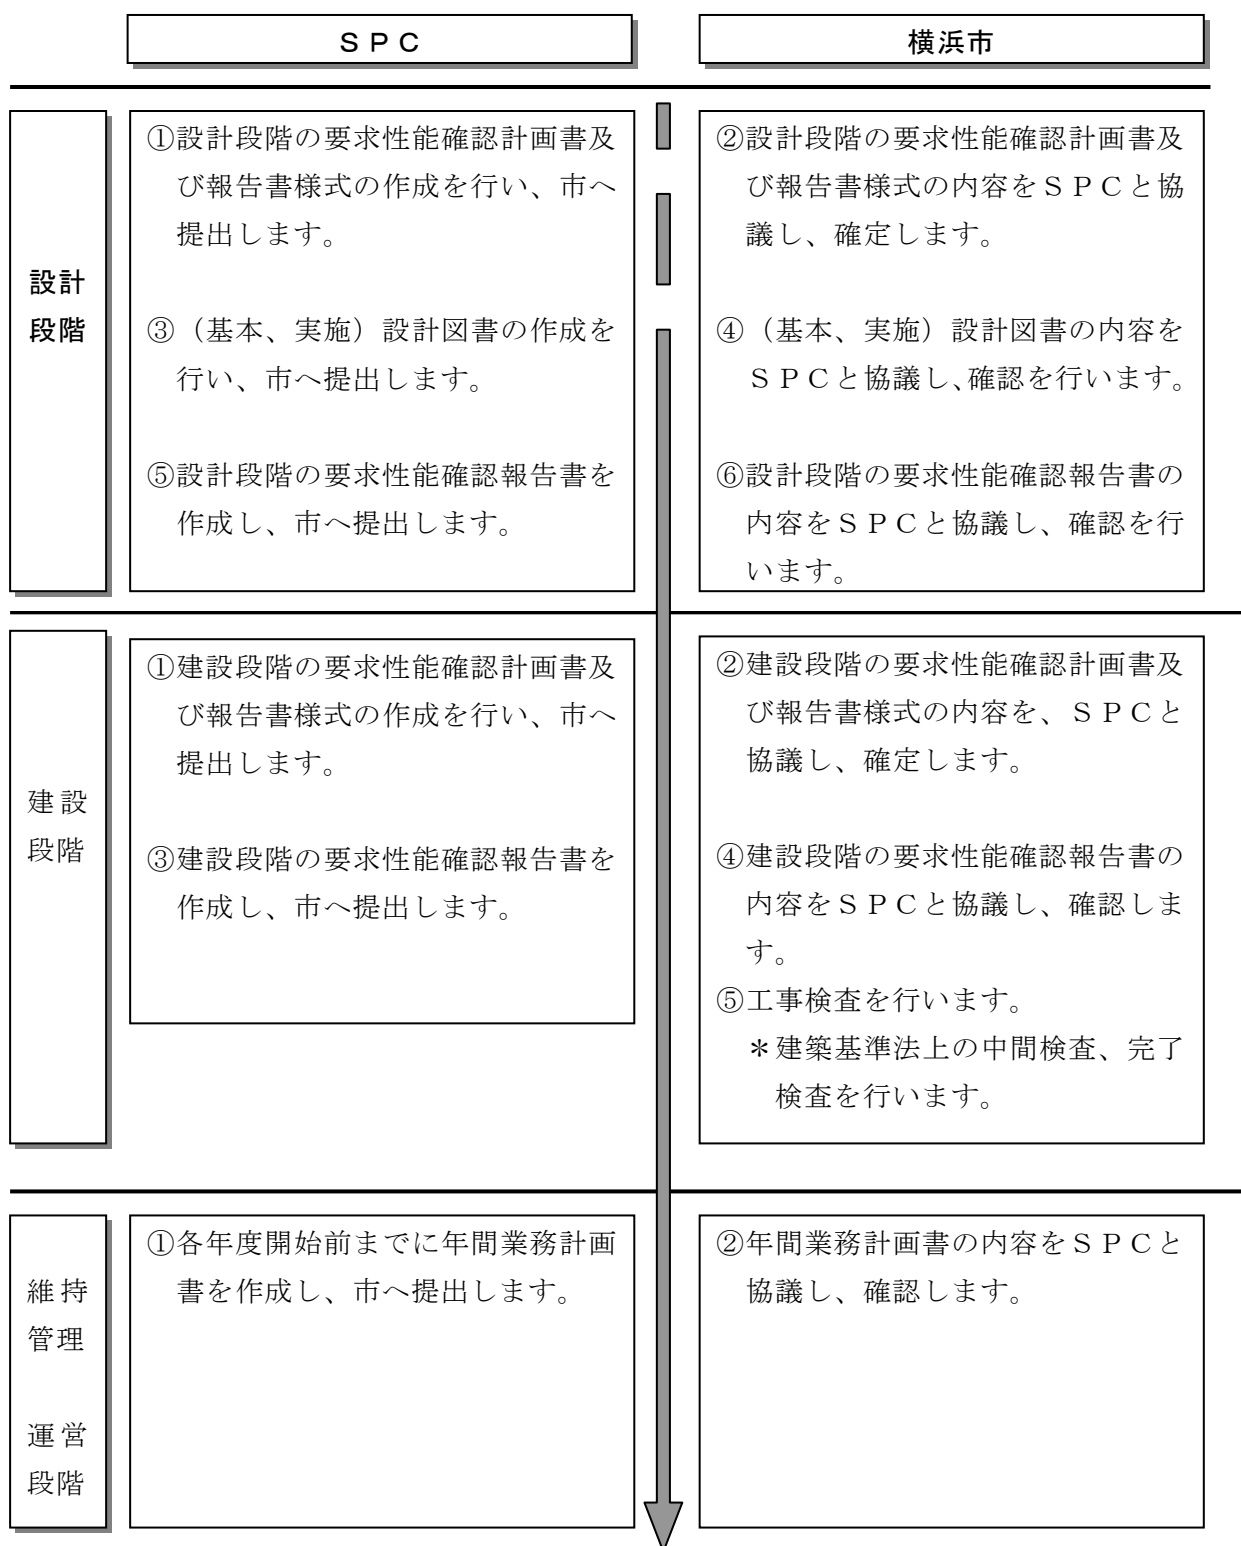 ＳＰＣ
横浜市
設計
段階
①設計段階の要求性能確認計画書及
び報告書様式の作成を行い、市へ
提出します。
③（基本、実施）設計図書の作成を
行い、市へ提出します。
⑤設計段階の要求性能確認報告書を
作成し、市へ提出します。
②設計段階の要求性能確認計画書及
び報告書様式の内容をＳＰＣと協
議し、確定します。
④（基本、実施）設計図書の内容を
ＳＰＣと協議し、確認を行います。
⑥設計段階の要求性能確認報告書の
内容をＳＰＣと協議し、確認を行
います。
建設
段階
①建設段階の要求性能確認計画書及
び報告書様式の作成を行い、市へ
提出します。
③建設段階の要求性能確認報告書を
作成し、市へ提出します。
②建設段階の要求性能確認計画書及
び報告書様式の内容を、ＳＰＣと
協議し、確定します。
④建設段階の要求性能確認報告書の
内容をＳＰＣと協議し、確認しま
す。
⑤工事検査を行います。
＊建築基準法上の中間検査、完了
検査を行います。
維持
管理
運営
段階
①各年度開始前までに年間業務計画
書を作成し、市へ提出します。
②年間業務計画書の内容をＳＰＣと
協議し、確認します。